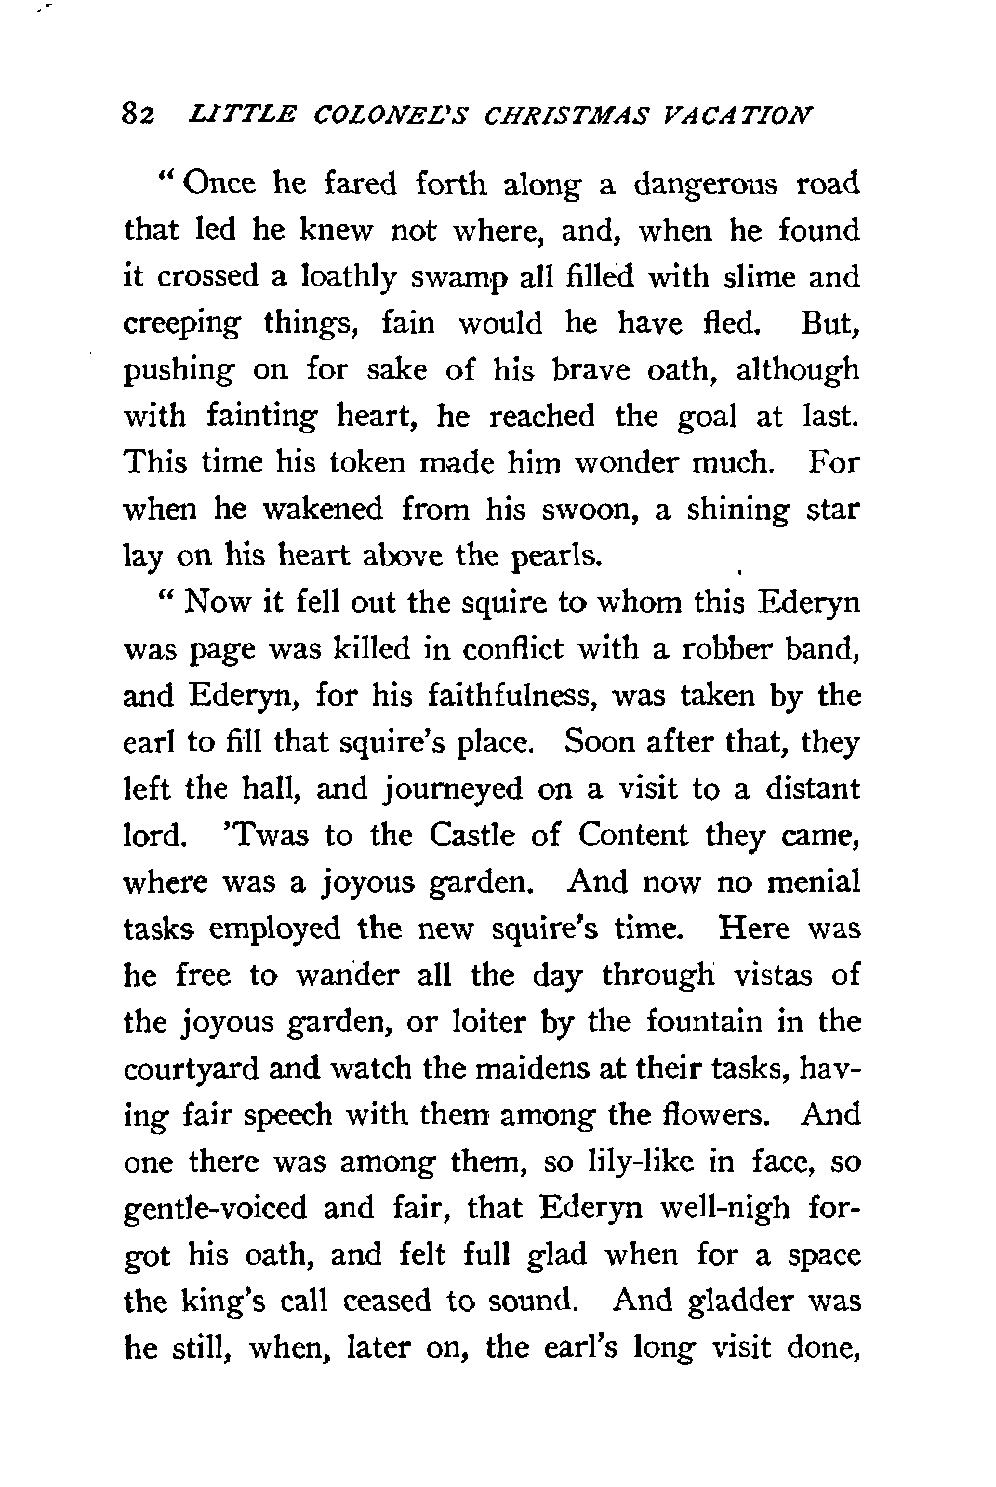 82 LITTLE COLONEL'S CHRISTMAS VACATION
“ Once he fared forth along a dangerous road
that led he knew not where, and, when he found
it crossed a loathly swamp all filled with slime and
creeping things, fain would he have fled. But,
pushing on for sake of his brave oath, although
with fainting heart, he reached the goal at last.
This time his token made him wonder much. For
when he wakened from his swoon, a shining star
lay on his heart above the pearls.
“ Now it fell out the squire to whom this Ederyn
was page was killed in conflict with a robber band,
and Ederyn, for his faithfulness, was taken by the
earl to fill that squire’s place. Soon after that, they
left the hall, and journeyed on a visit to a distant
lord. ’Twas to the Castle of Content they came,
where was a joyous garden. And now no menial
tasks employed the new squire’s time. Here was
he free to wander all the day through vistas of
the joyous garden, or loiter by the fountain in the
courtyard and watch the maidens at their tasks, hav-
ing fair speech with them among the flowers. And
one there was among them, so lily-like in face, so
gentle-voiced and fair, that Ederyn well-nigh for-
got his oath, and felt full glad when for a space
the king’s call ceased to sound. And gladder was
he still, when, later on, the earl’s long visit done,